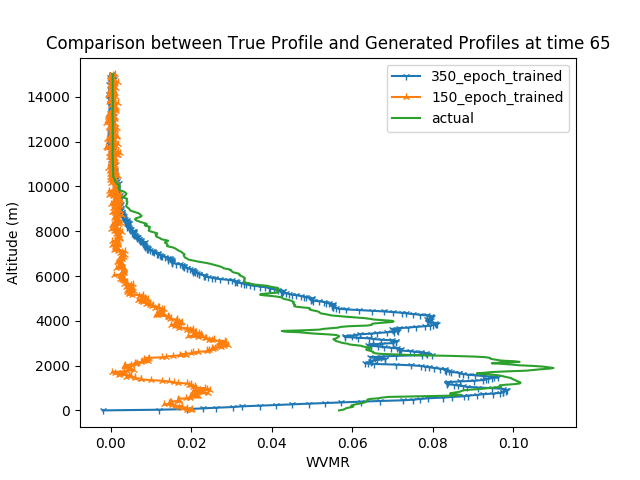 Comparison between True Profile and Generated Profiles at time 65
350_epoch_trained
150_epoch_trained
actual
14000
12000
10000
8000
6000
4000
2000
0
Altitude (m)
0.00 0.02 0.04 0.06 0.08 0.10
WVMR